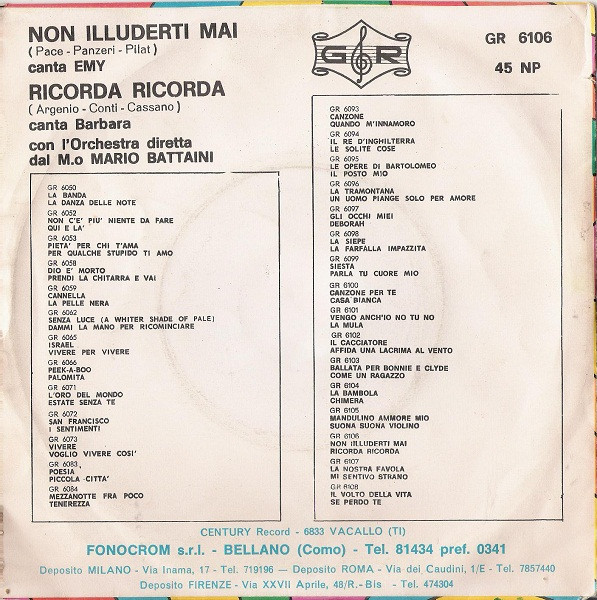 NON ILLUDERTI MAI
( Pace - Panzeri - Pilat )
canta EMY
RICORDA RICORDA
( Argenio - Conti - Cassano )
canta Barbara
con l'Orchestra diretta
dal M.o MARIO BATTAINI
GR
GR 6106
45 NP
GR 6050
LA BANDA
LA DANZA DELLE NOTE
GR 6052
NON C'E' PIU' NIENTE DA FARE
QUI E LA'
GR 6053
PIETA' PER CHI T'AMA
PER QUALCHE STUPIDO TI AMO
GR 6058
DIO E' MORTO
PRENDI LA CHITARRA E VAI
GR 6059
CANNELLA
LA PELLE NERA
GR 6062
SENZA LUCE (A WHITER SHADE OF PALE)
DAMMI LA MANO PER RICOMINCIARE
GR 6065
ISRAEL
VIVERE PER VIVERE
GR 6066
PEEK-A-BOO
PALOMITA
GR 6071
L'ORO DEL MONDO
ESTATE SENZA TE
GR 6072
SAN FRANCISCO
I SENTIMENTI
GR 6073
VIVERE
VOGLIO VIVERE COSI'
GR 6083
POESIA
PICCOLA CITTA'
GR 6084
MEZZANOTTE FRA POCO
TENEREZZA
GR 6093
CANZONE
QUANDO M'INNAMORO
GR 6094
IL RE D'INGHILTERRA
LE SOLITE COSE
GR 6095
LE OPERE DI BARTOLOMEO
IL POSTO MIO
GR 6096
LA TRAMONTANA
UN UOMO PIANGE SOLO PER AMORE
GR 6097
GLI OCCHI MIEI
DEBORAH
GR 6098
LA SIEPE
LA FARFALLA IMPAZZITA
GR 6099
SIESTA
PARLA TU CUORE MIO
GR 6100
CANZONE PER TE
CASA BIANCA
GR 6101
VENGO ANCH'IO NO TU NO
LA MULA
GR 6102
IL CACCIATORE
AFFIDA UNA LACRIMA AL VENTO
GR 6103
BALLATA PER BONNIE E CLYDE
COME UN RAGAZZO
GR 6104
LA BAMBOLA
CHIMERA
GR 6105
MANDULINO AMMORE MIO
SUONA SUONA VIOLINO
GR 6106
NON ILLUDERTI MAI
RICORDA RICORDA
GR 6107
LA NOSTRA FAVOLA
MI SENTIVO STRANO
GR 6108
IL VOLTO DELLA VITA
SE PERDO TE
CENTURY Record - 6833 VACALLO (TI)
FONOCROM s.r.l. - BELLANO (Como) - Tel. 81434 pref. 0341
Deposito MILANO - Via Inama, 17 - Tel. 719196 — Deposito ROMA - Via dei Caudini, 1/E - Tel. 7857440
Deposito FIRENZE - Via XXVII Aprile, 48/R.-Bis - Tel. 474304